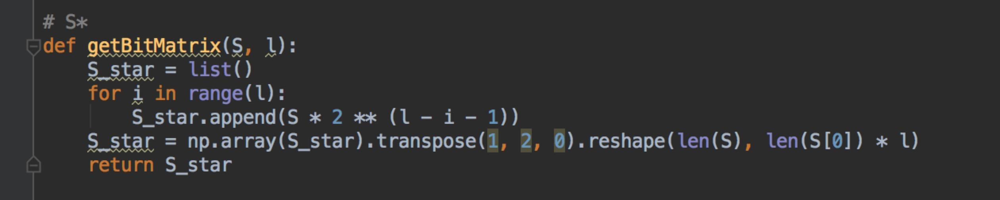 # S*
def getBitMatrix(S, l):
    S_star = list()
    for i in range(l):
        S_star.append(S * 2 ** (l - i - 1))
    S_star = np.array(S_star).transpose(1, 2, 0).reshape(len(S), len(S[0]) * l)
    return S_star